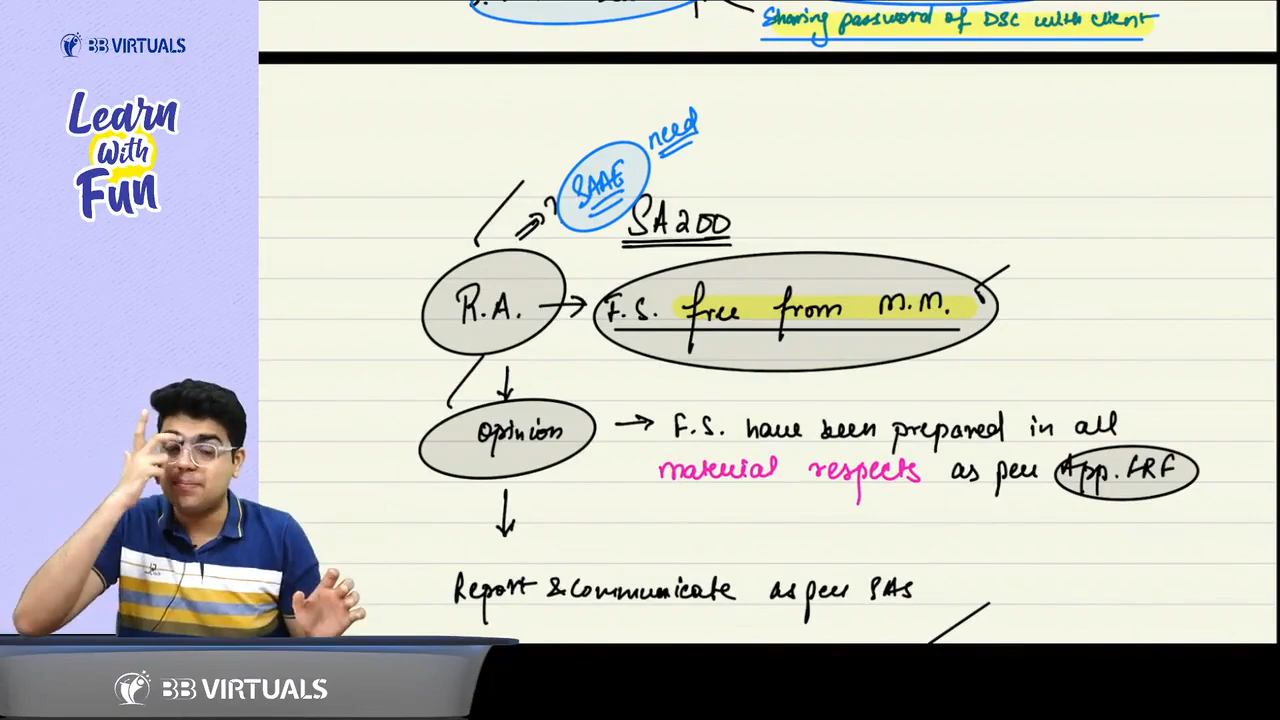 Sharing password of DSC with client
BB VIRTUALS
Learn
with
Fun
need
SAAE
SA 200
R.A. → F.S. free from M.M.
Opinion → F.S. have been prepared in all
material respects as per App. FRF
Report & Communicate as per SAs
BB VIRTUALS